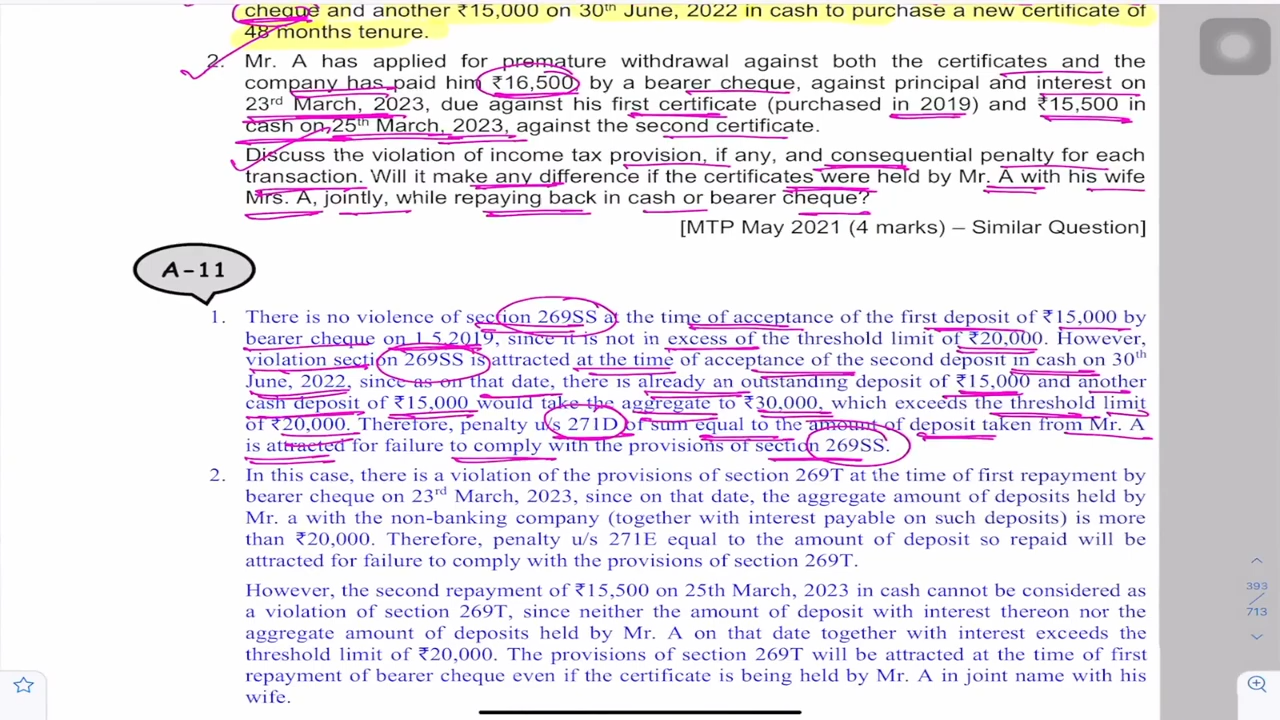 cheque and another ₹15,000 on 30th June, 2022 in cash to purchase a new certificate of
48 months tenure.
2. Mr. A has applied for premature withdrawal against both the certificates and the
company has paid him ₹16,500 by a bearer cheque, against principal and interest on
23rd March, 2023, due against his first certificate (purchased in 2019) and ₹15,500 in
cash on 25th March, 2023, against the second certificate.
Discuss the violation of income tax provision, if any, and consequential penalty for each
transaction. Will it make any difference if the certificates were held by Mr. A with his wife
Mrs. A, jointly, while repaying back in cash or bearer cheque?
[MTP May 2021 (4 marks) – Similar Question]
A-11
1. There is no violence of section 269SS at the time of acceptance of the first deposit of ₹15,000 by
bearer cheque on 1.5.2019, since it is not in excess of the threshold limit of ₹20,000. However,
violation section 269SS is attracted at the time of acceptance of the second deposit in cash on 30th
June, 2022, since as on that date, there is already an outstanding deposit of ₹15,000 and another
cash deposit of ₹15,000 would take the aggregate to ₹30,000, which exceeds the threshold limit
of ₹20,000. Therefore, penalty u/s 271D of sum equal to the amount of deposit taken from Mr. A
is attracted for failure to comply with the provisions of section 269SS.
2. In this case, there is a violation of the provisions of section 269T at the time of first repayment by
bearer cheque on 23rd March, 2023, since on that date, the aggregate amount of deposits held by
Mr. a with the non-banking company (together with interest payable on such deposits) is more
than ₹20,000. Therefore, penalty u/s 271E equal to the amount of deposit so repaid will be
attracted for failure to comply with the provisions of section 269T.
However, the second repayment of ₹15,500 on 25th March, 2023 in cash cannot be considered as
a violation of section 269T, since neither the amount of deposit with interest thereon nor the
aggregate amount of deposits held by Mr. A on that date together with interest exceeds the
threshold limit of ₹20,000. The provisions of section 269T will be attracted at the time of first
repayment of bearer cheque even if the certificate is being held by Mr. A in joint name with his
wife.
393
713